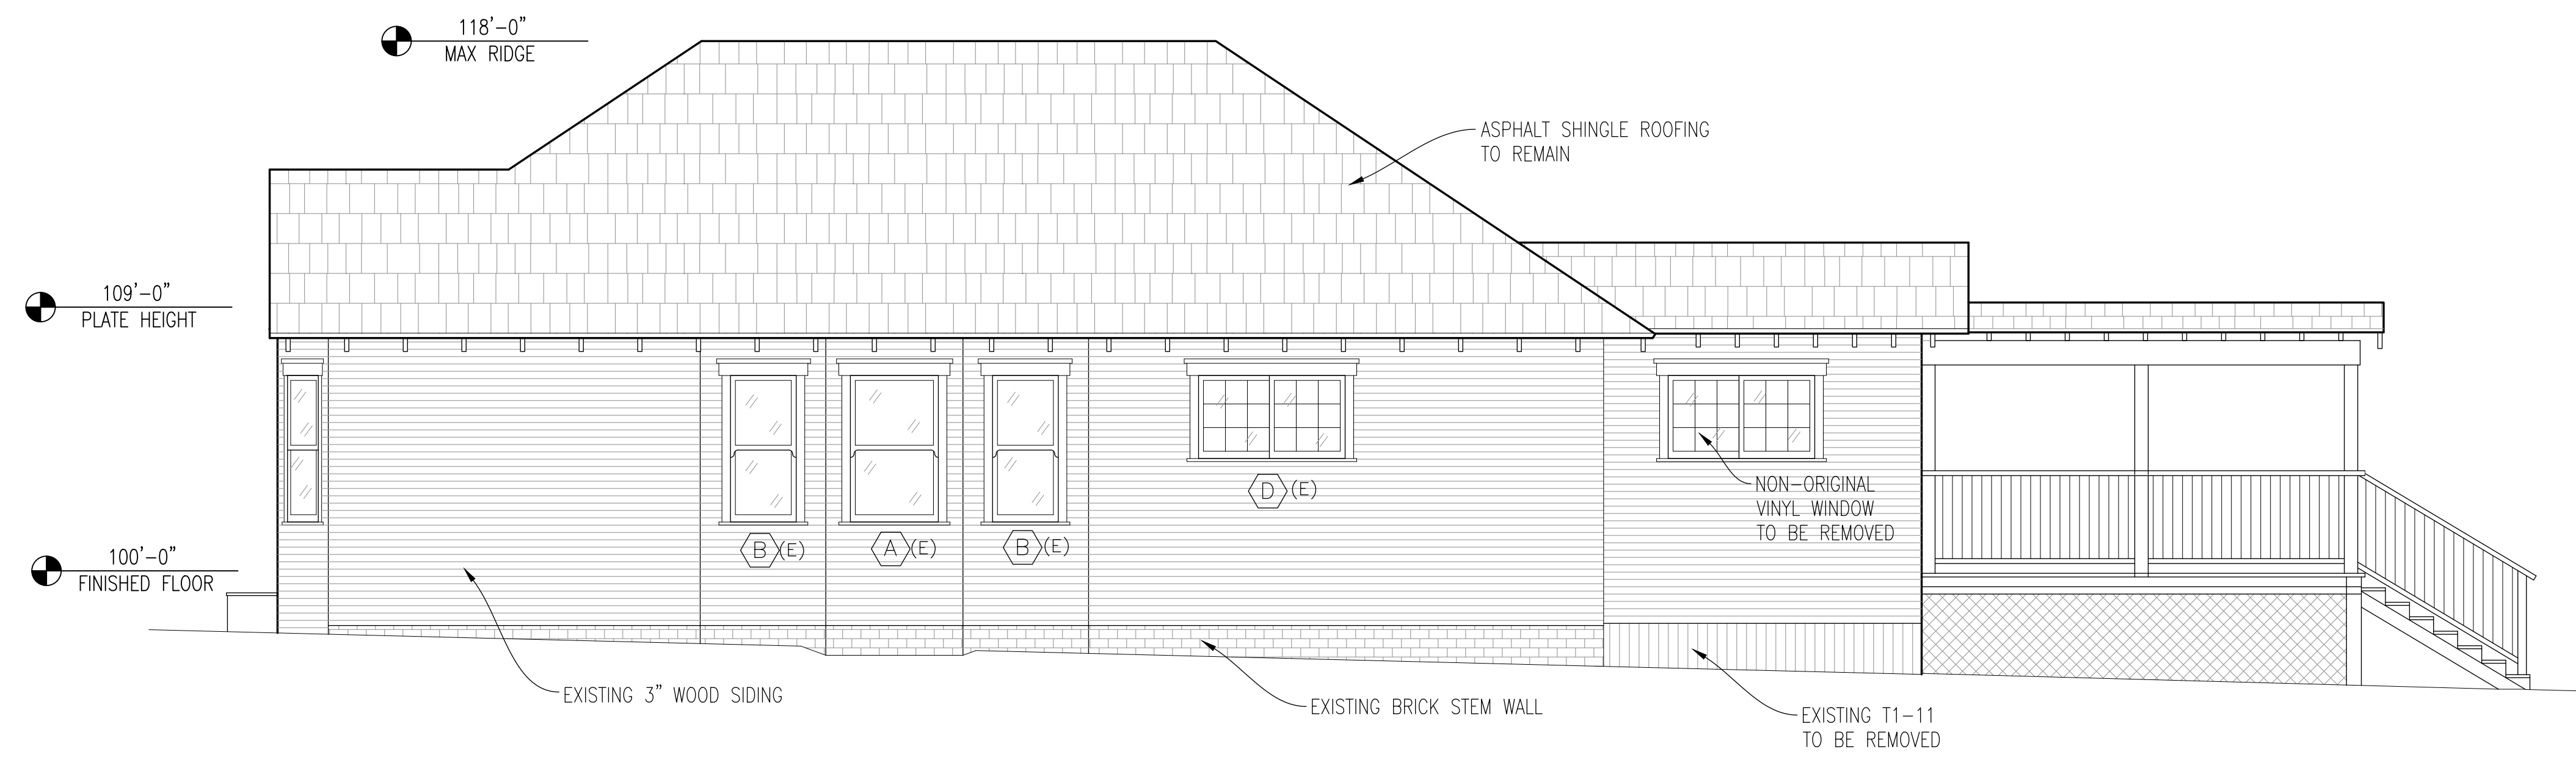 118'-0"
MAX RIDGE
ASPHALT SHINGLE ROOFING
TO REMAIN
109'-0"
PLATE HEIGHT
D (E)
NON-ORIGINAL
VINYL WINDOW
TO BE REMOVED
B (E)
A (E)
B (E)
100'-0"
FINISHED FLOOR
EXISTING 3" WOOD SIDING
EXISTING BRICK STEM WALL
EXISTING T1-11
TO BE REMOVED